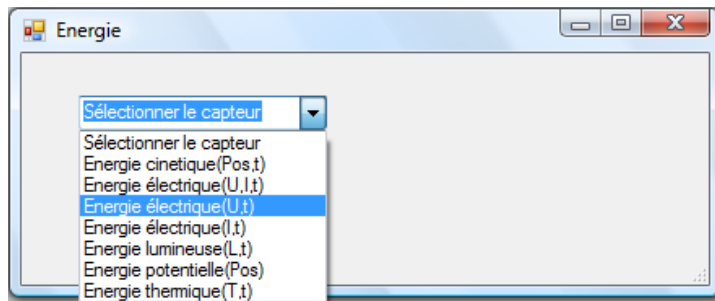 Energie
Sélectionner le capteur
Sélectionner le capteur
Energie cinetique(Pos,t)
Energie électrique(U,I,t)
Energie électrique(U,t)
Energie électrique(I,t)
Energie lumineuse(L,t)
Energie potentielle(Pos)
Energie thermique(T,t)